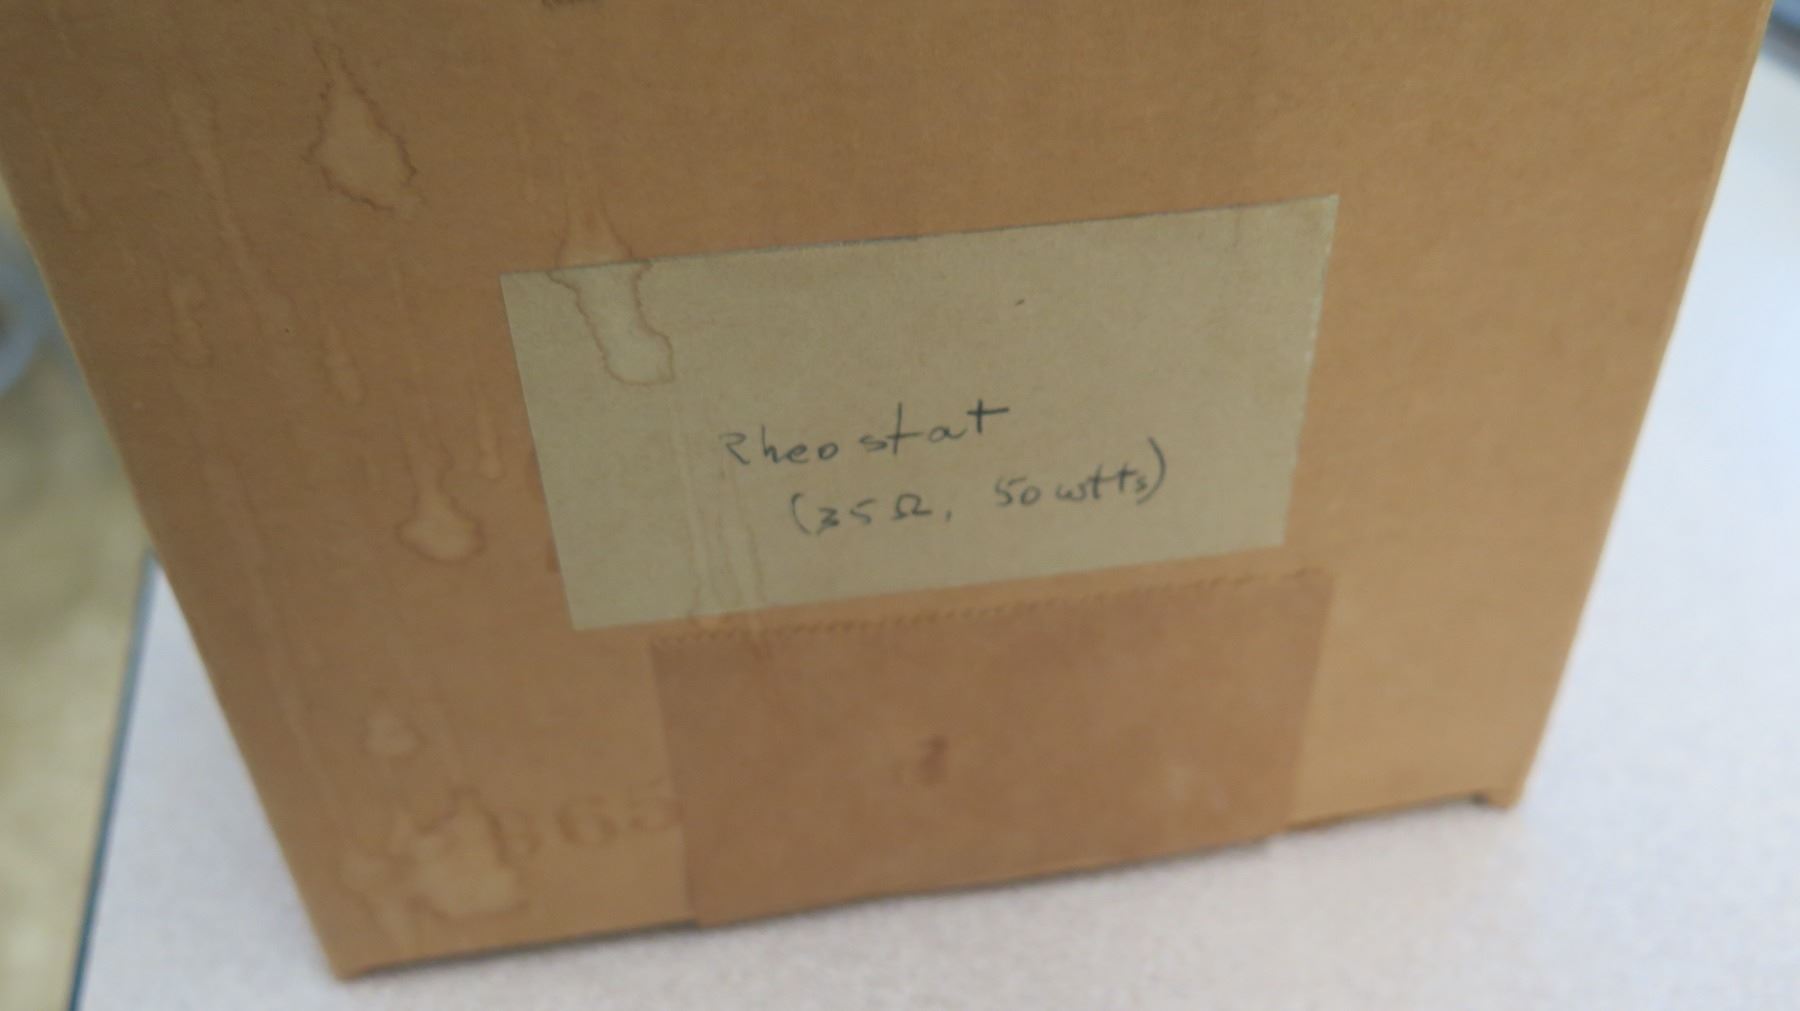 Rheostat
(35Ω, 50 wtts)